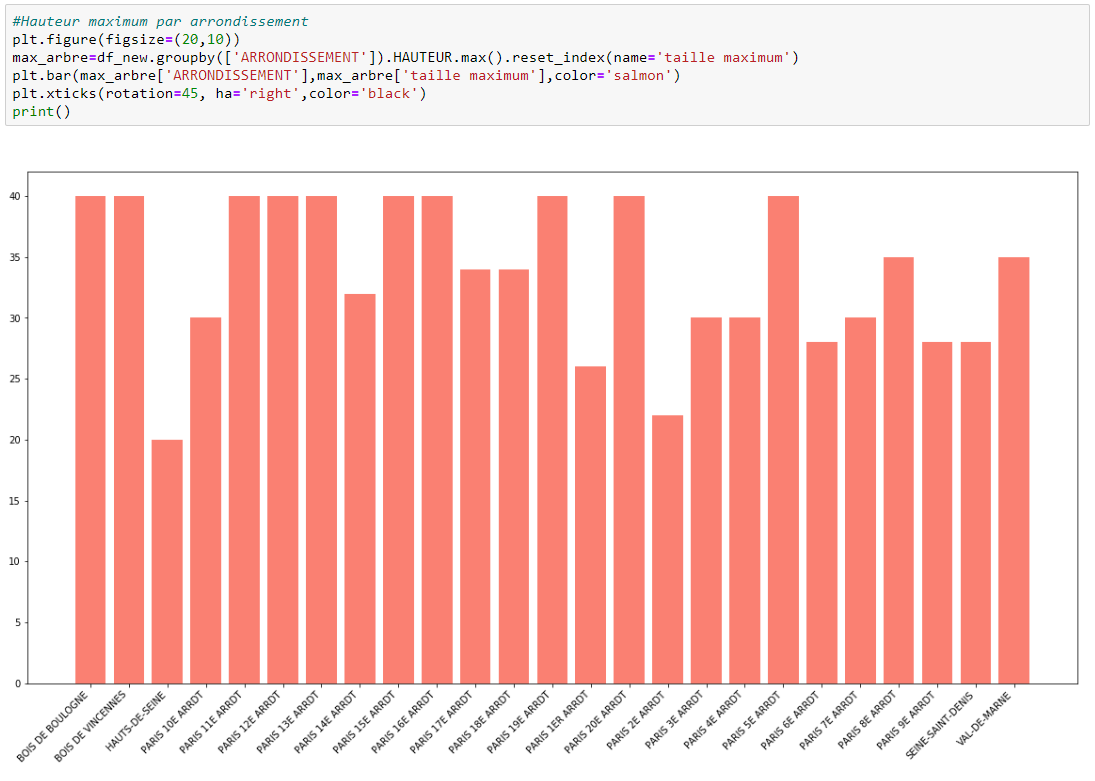 #Hauteur maximum par arrondissement
plt.figure(figsize=(20,10))
max_arbre=df_new.groupby(['ARRONDISSEMENT']).HAUTEUR.max().reset_index(name='taille maximum')
plt.bar(max_arbre['ARRONDISSEMENT'],max_arbre['taille maximum'],color='salmon')
plt.xticks(rotation=45, ha='right',color='black')
print()
40
35
30
25
20
15
10
5
0
BOIS DE BOULOGNE
BOIS DE VINCENNES
HAUTS-DE-SEINE
PARIS 10E ARRDT
PARIS 11E ARRDT
PARIS 12E ARRDT
PARIS 13E ARRDT
PARIS 14E ARRDT
PARIS 15E ARRDT
PARIS 16E ARRDT
PARIS 17E ARRDT
PARIS 18E ARRDT
PARIS 19E ARRDT
PARIS 1ER ARRDT
PARIS 20E ARRDT
PARIS 2E ARRDT
PARIS 3E ARRDT
PARIS 4E ARRDT
PARIS 5E ARRDT
PARIS 6E ARRDT
PARIS 7E ARRDT
PARIS 8E ARRDT
PARIS 9E ARRDT
SEINE-SAINT-DENIS
VAL-DE-MARNE